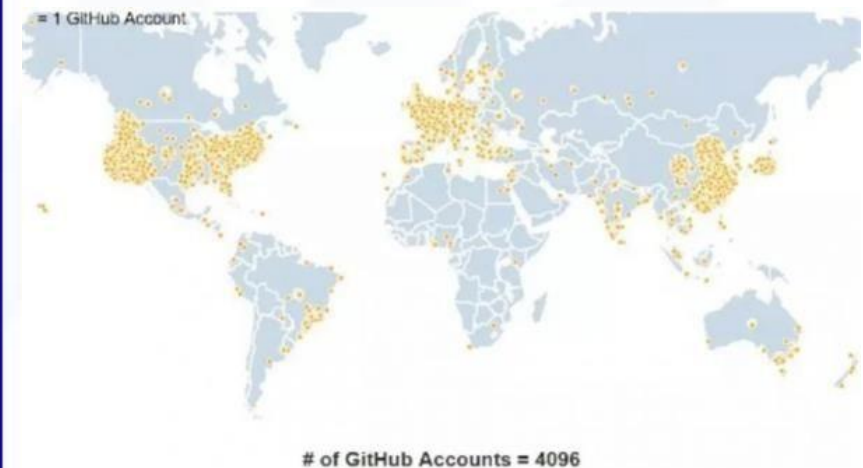 = 1 GitHub Account
# of GitHub Accounts = 4096